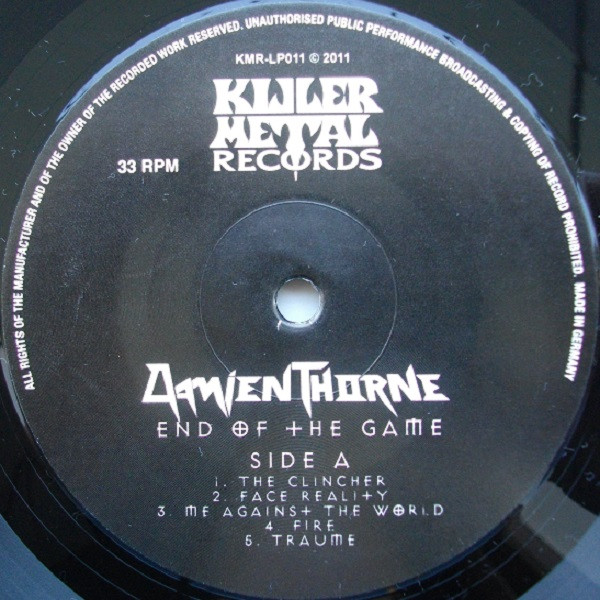 ALL RIGHTS OF THE MANUFACTURER AND OF THE OWNER OF THE RECORDED WORK RESERVED. UNAUTHORISED PUBLIC PERFORMANCE BROADCASTING & COPYING OF RECORD PROHIBITED. MADE IN GERMANY
KMR-LP011 © 2011
KILLER
METAL
RECORDS
33 RPM
DAMIEN THORNE
END OF THE GAME
SIDE A
1. THE CLINCHER
2. FACE REALITY
3. ME AGAINST THE WORLD
4. FIRE
5. TRAUME